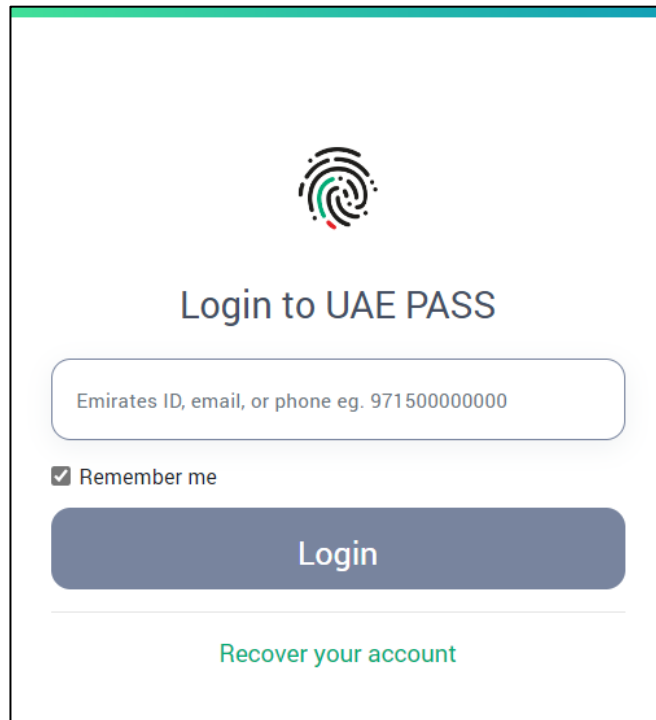 Login to UAE PASS
Emirates ID, email, or phone eg. 971500000000
Remember me
Login
Recover your account